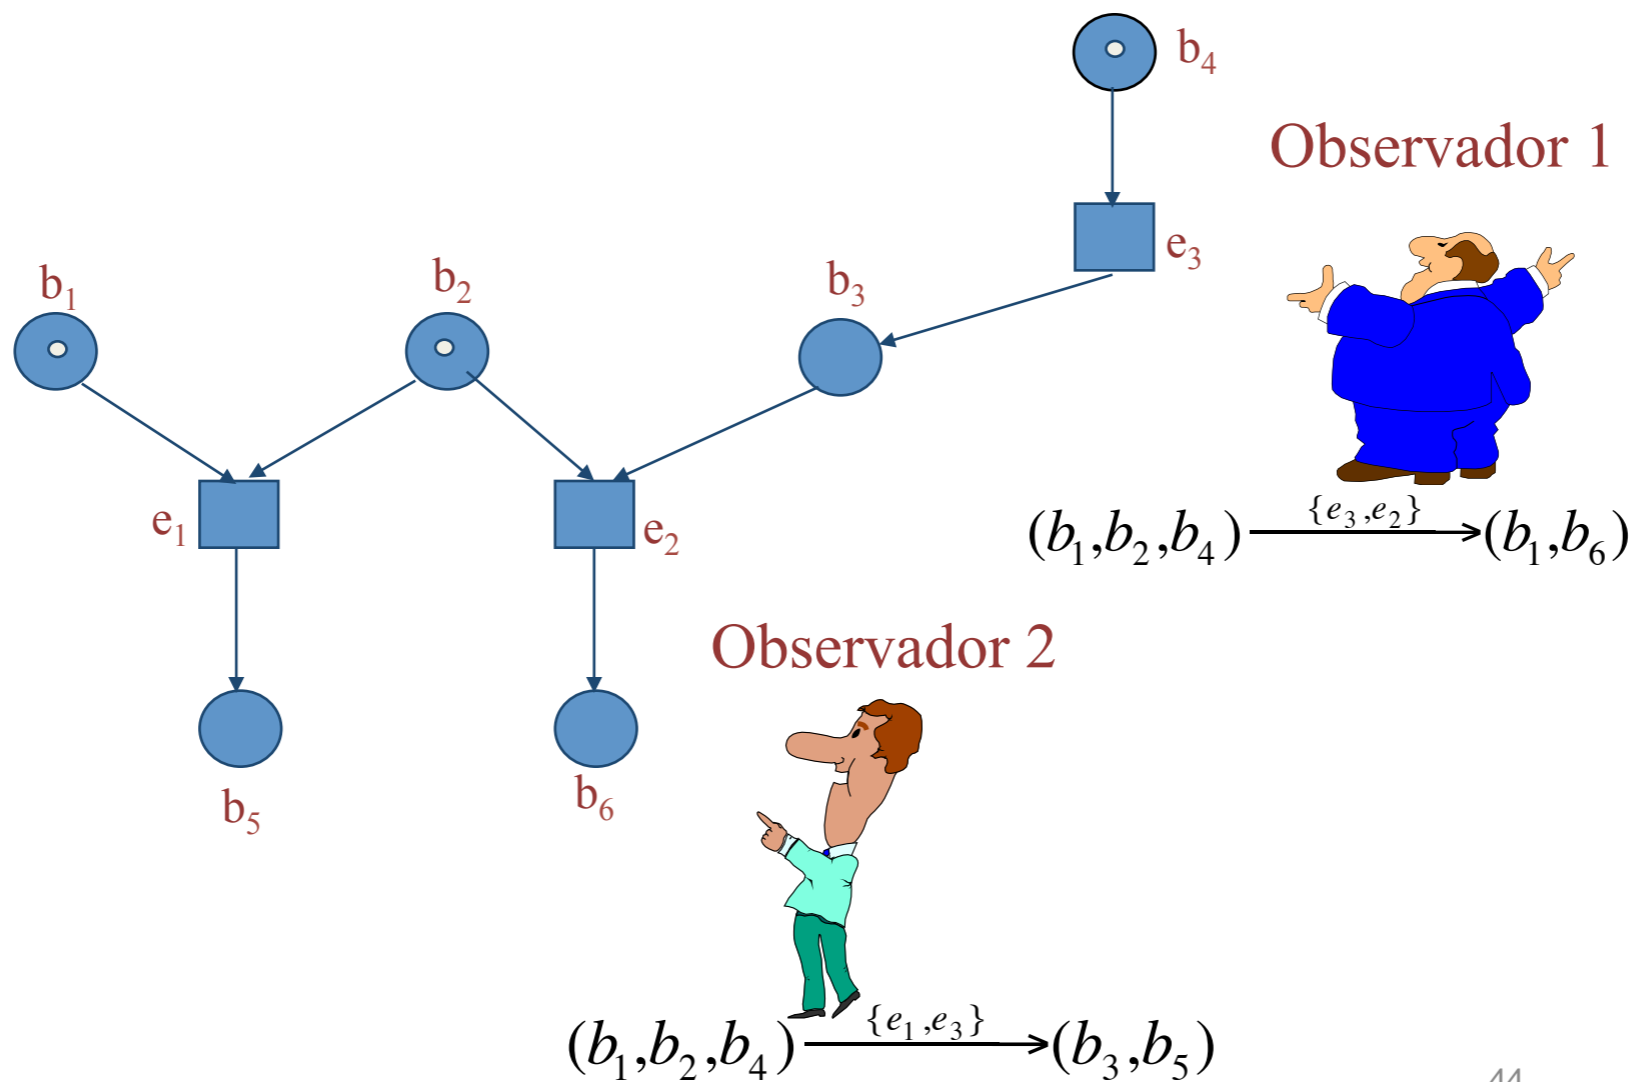 b₄
Observador 1
e₃
b₁
b₂
b₃
e₁
e₂
(b₁,b₂,b₄) {e₃,e₂} (b₁,b₆)
Observador 2
b₅
b₆
(b₁,b₂,b₄) {e₁,e₃} (b₃,b₅)
44